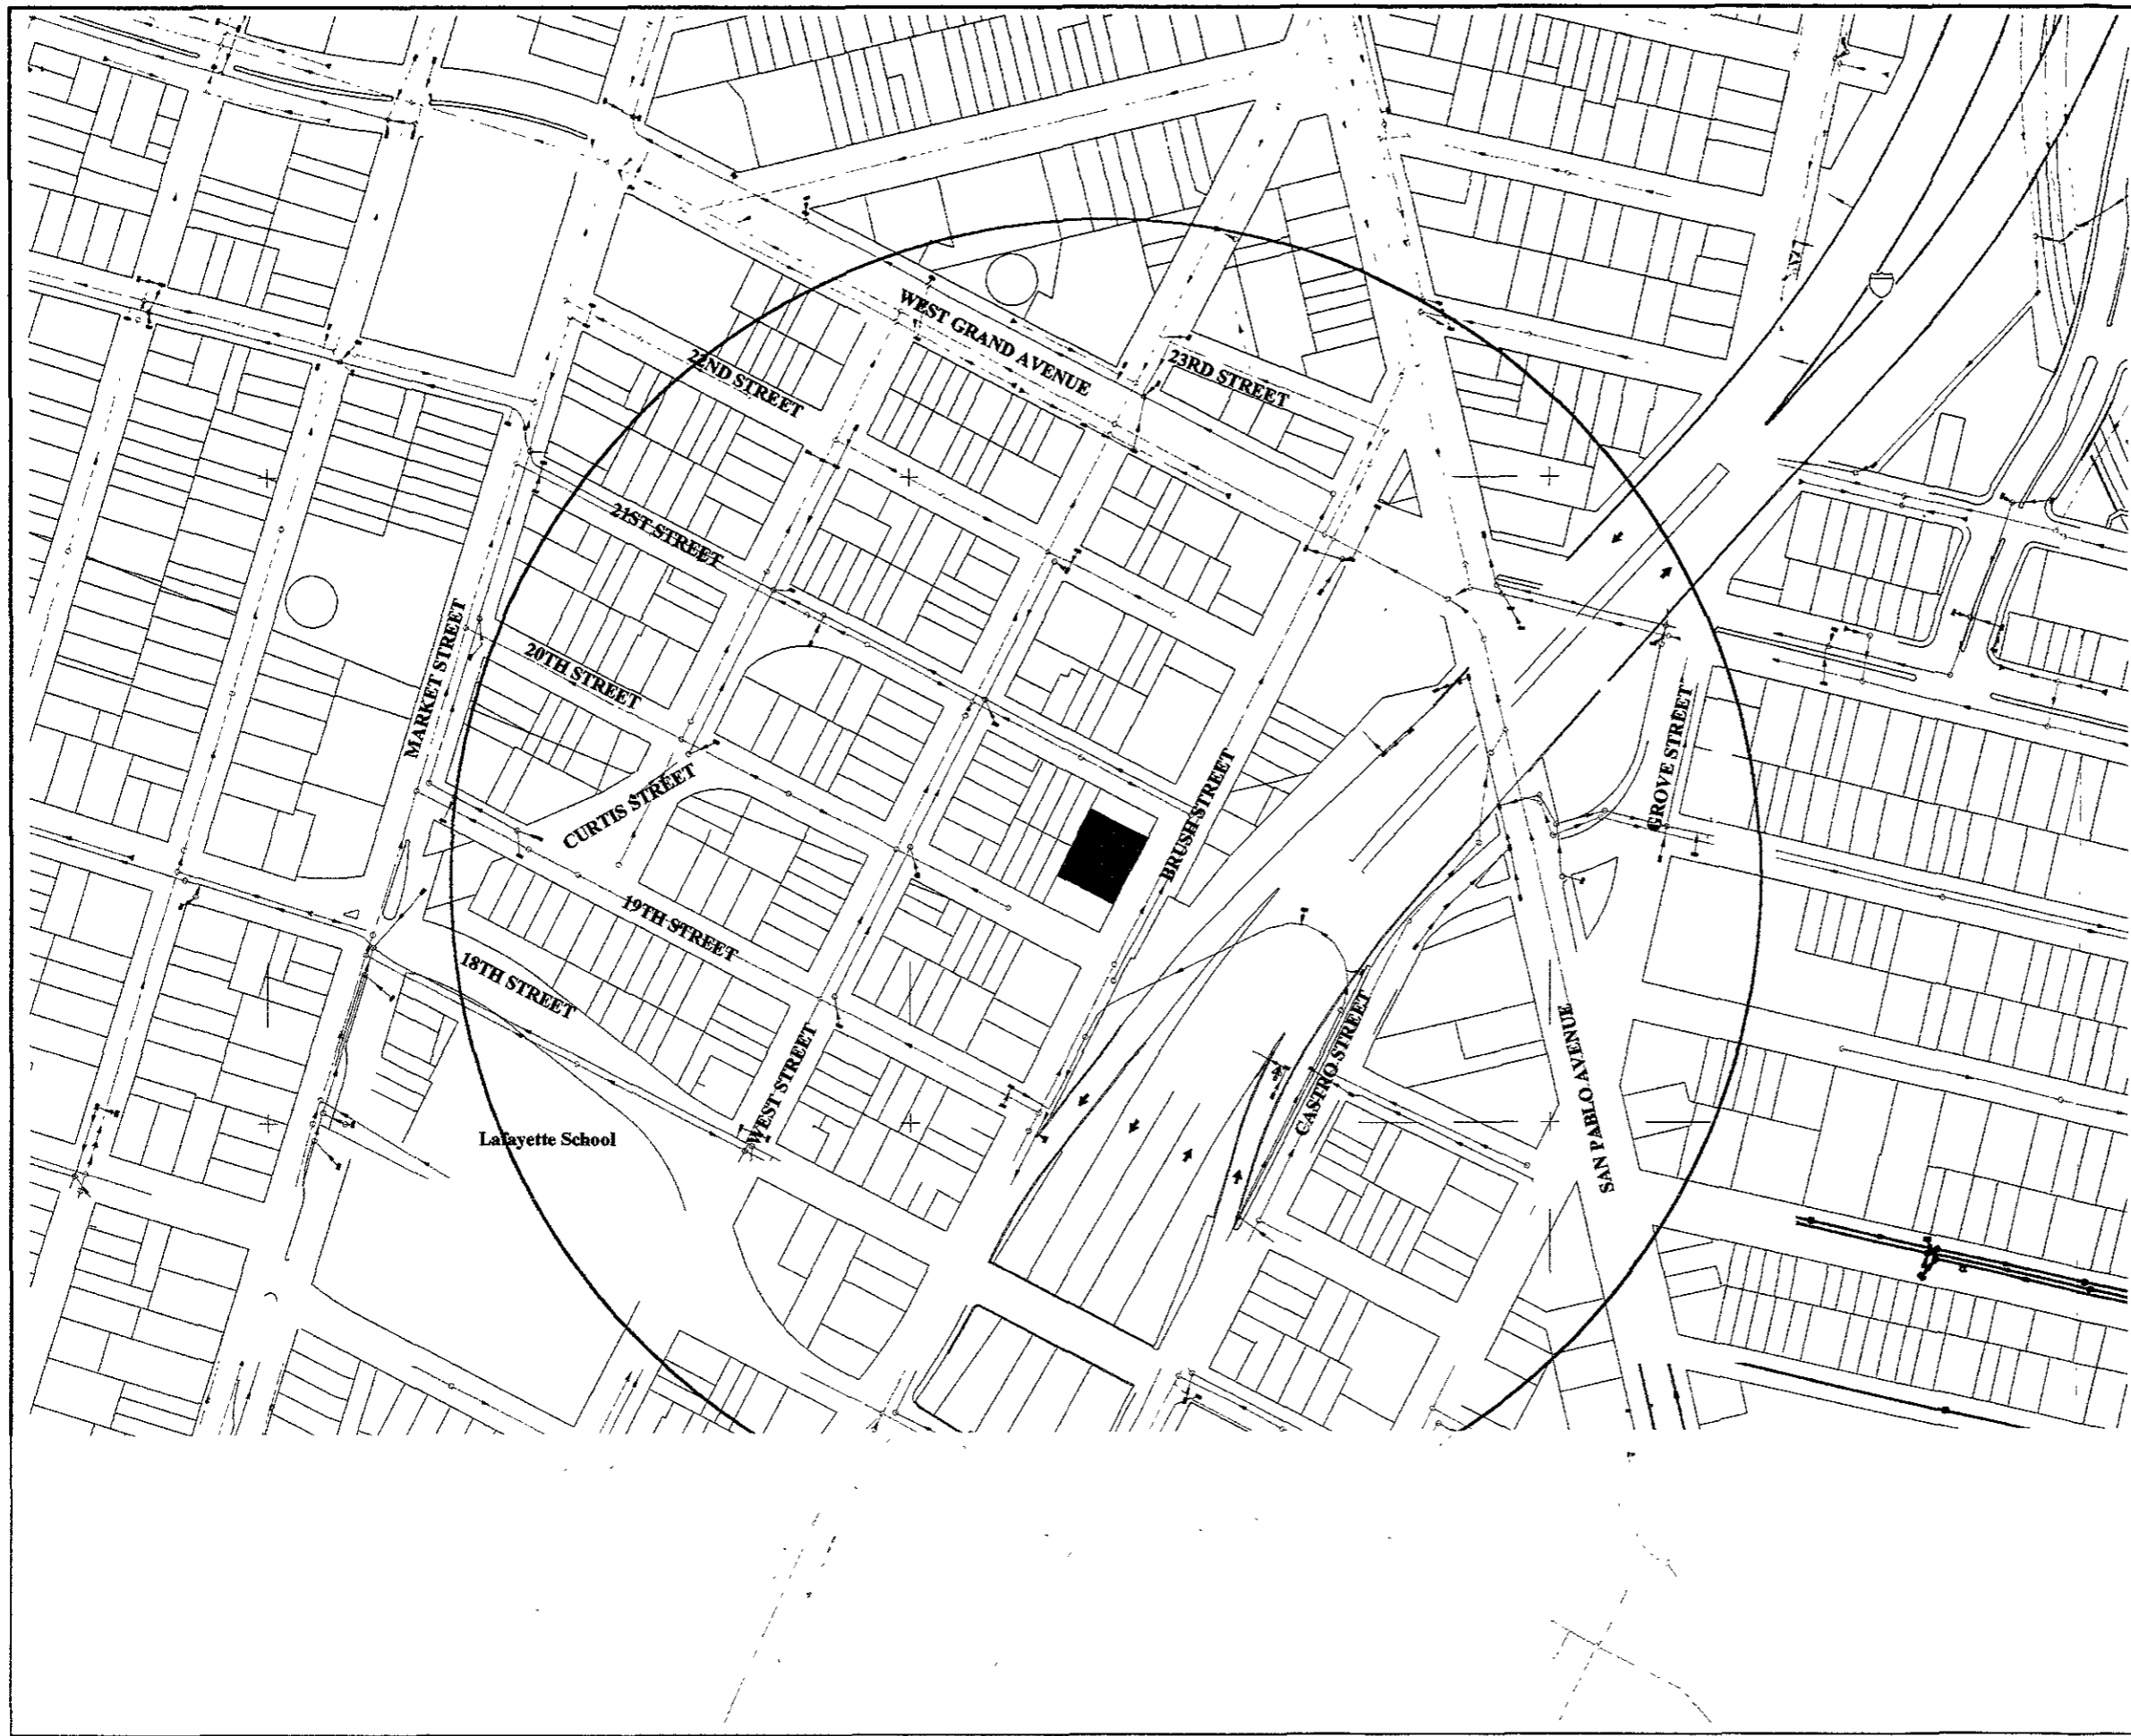 WEST GRAND AVENUE
22ND STREET
23RD STREET
21ST STREET
20TH STREET
MARKET STREET
CURTIS STREET
BRUSH STREET
GROVE STREET
19TH STREET
18TH STREET
WEST STREET
CASTRO STREET
SAN PABLO AVENUE
Lafayette School